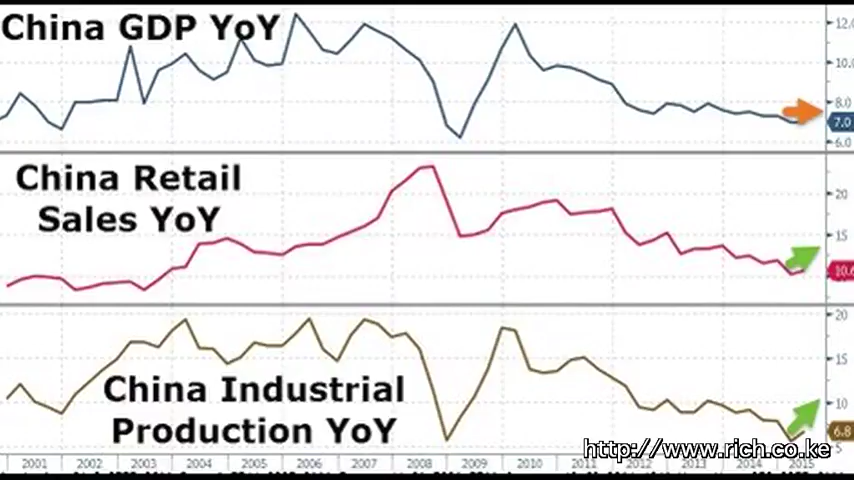 China GDP YoY
12.0
10.0
8.0
7.0
6.0
China Retail
Sales YoY
20
15
10.6
20
15
10
6.8
5
China Industrial
Production YoY
http://www.rich.co.ke
2001 2002 2003 2004 2005 2006 2007 2008 2009 2010 2011 2012 2013 2014 2015